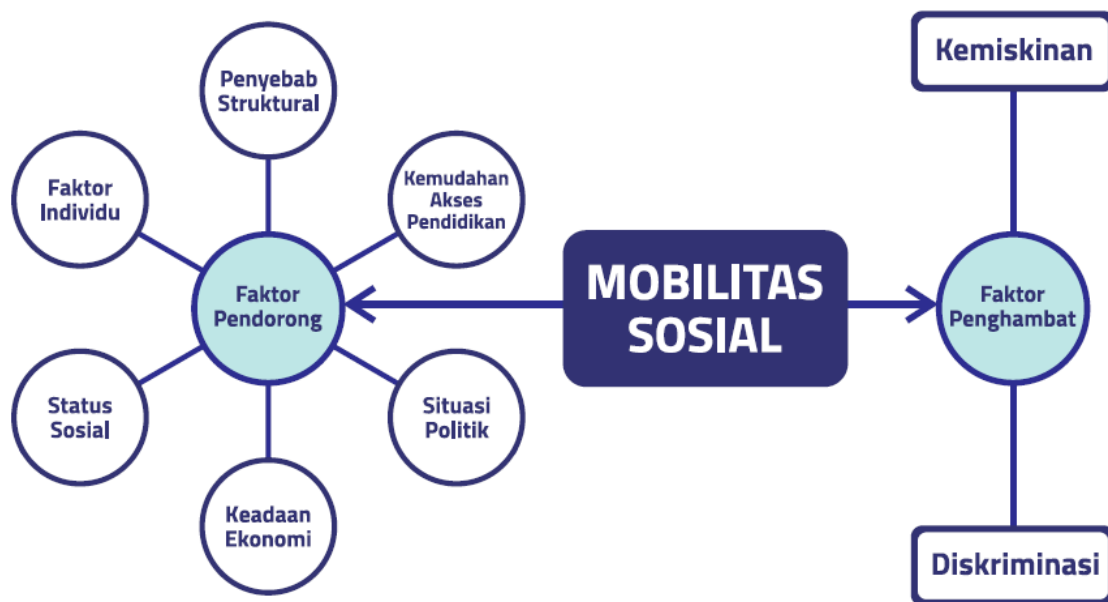 Penyebab
Struktural
Faktor
Individu
Kemudahan
Akses
Pendidikan
Faktor
Pendorong
Status
Sosial
Situasi
Politik
Keadaan
Ekonomi
MOBILITAS
SOSIAL
Kemiskinan
Faktor
Penghambat
Diskriminasi